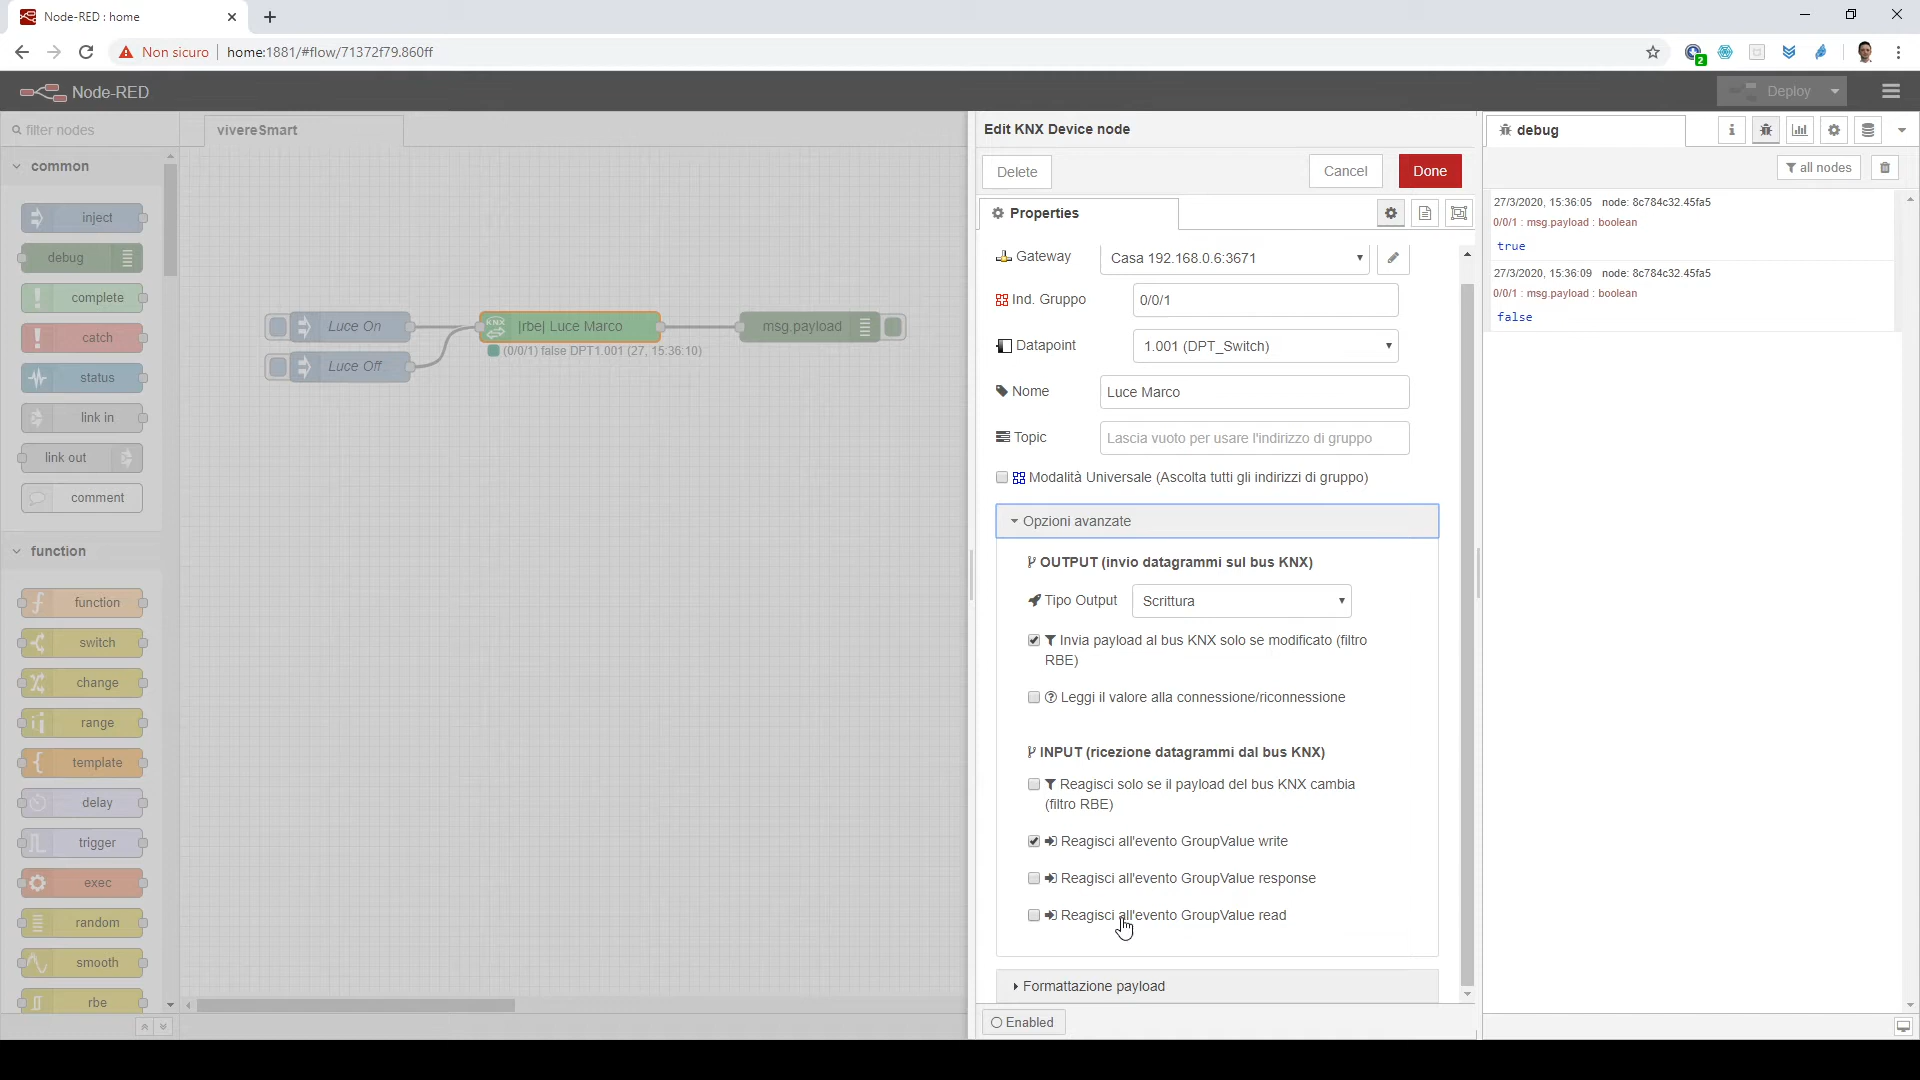 Node-RED : home
Non sicuro
home:1881/#flow/71372f79.860ff
2
Node-RED
Deploy
filter nodes
vivereSmart
common
inject
debug
complete
catch
status
link in
link out
comment
function
function
switch
change
range
template
delay
trigger
exec
random
smooth
rbe
Luce On
Luce Off
KNX
|rbe| Luce Marco
(0/0/1) false DPT1.001 (27, 15:36:10)
msg.payload
Edit KNX Device node
Delete
Cancel
Done
Properties
Gateway
Casa 192.168.0.6:3671
Ind. Gruppo
0/0/1
Datapoint
1.001 (DPT_Switch)
Nome
Luce Marco
Topic
Lascia vuoto per usare l'indirizzo di gruppo
Modalità Universale (Ascolta tutti gli indirizzi di gruppo)
Opzioni avanzate
OUTPUT (invio datagrammi sul bus KNX)
Tipo Output
Scrittura
Invia payload al bus KNX solo se modificato (filtro
RBE)
Leggi il valore alla connessione/riconnessione
INPUT (ricezione datagrammi dal bus KNX)
Reagisci solo se il payload del bus KNX cambia
(filtro RBE)
Reagisci all'evento GroupValue write
Reagisci all'evento GroupValue response
Reagisci all'evento GroupValue read
Formattazione payload
Enabled
debug
all nodes
27/3/2020, 15:36:05 node: 8c784c32.45fa5
0/0/1 : msg.payload : boolean
true
27/3/2020, 15:36:09 node: 8c784c32.45fa5
0/0/1 : msg.payload : boolean
false